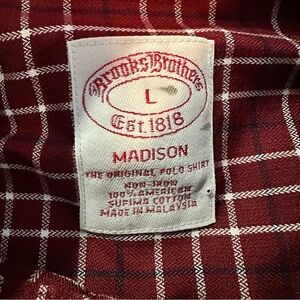 Brooks Brothers
L
Est. 1818
MADISON
THE ORIGINAL POLO SHIRT
NON-IRON
100% AMERICAN
SUPIMA COTTON
MADE IN MALAYSIA